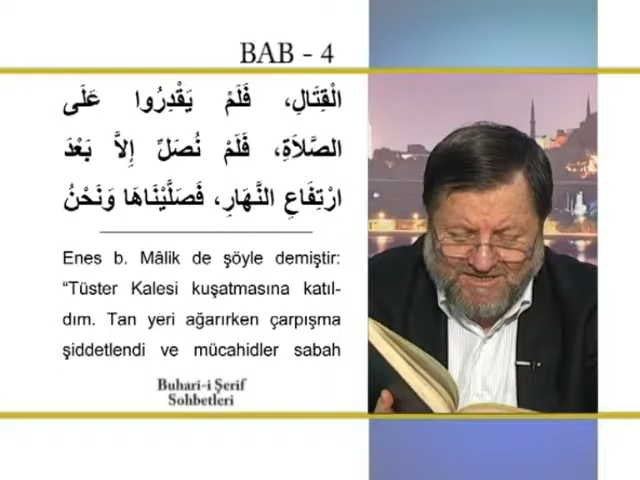 BAB - 4
الْقِتَالِ، فَلَمْ يَقْدِرُوا عَلَى
الصَّلاَةِ، فَلَمْ نُصَلِّ إِلاَّ بَعْدَ
ارْتِفَاعِ النَّهَارِ، فَصَلَّيْنَاهَا وَنَحْنُ
Enes b. Mâlik de şöyle demiştir:
“Tüster Kalesi kuşatmasına katıl-
dım. Tan yeri ağarırken çarpışma
şiddetlendi ve mücahidler sabah
Buhari-i Şerif
Sohbetleri